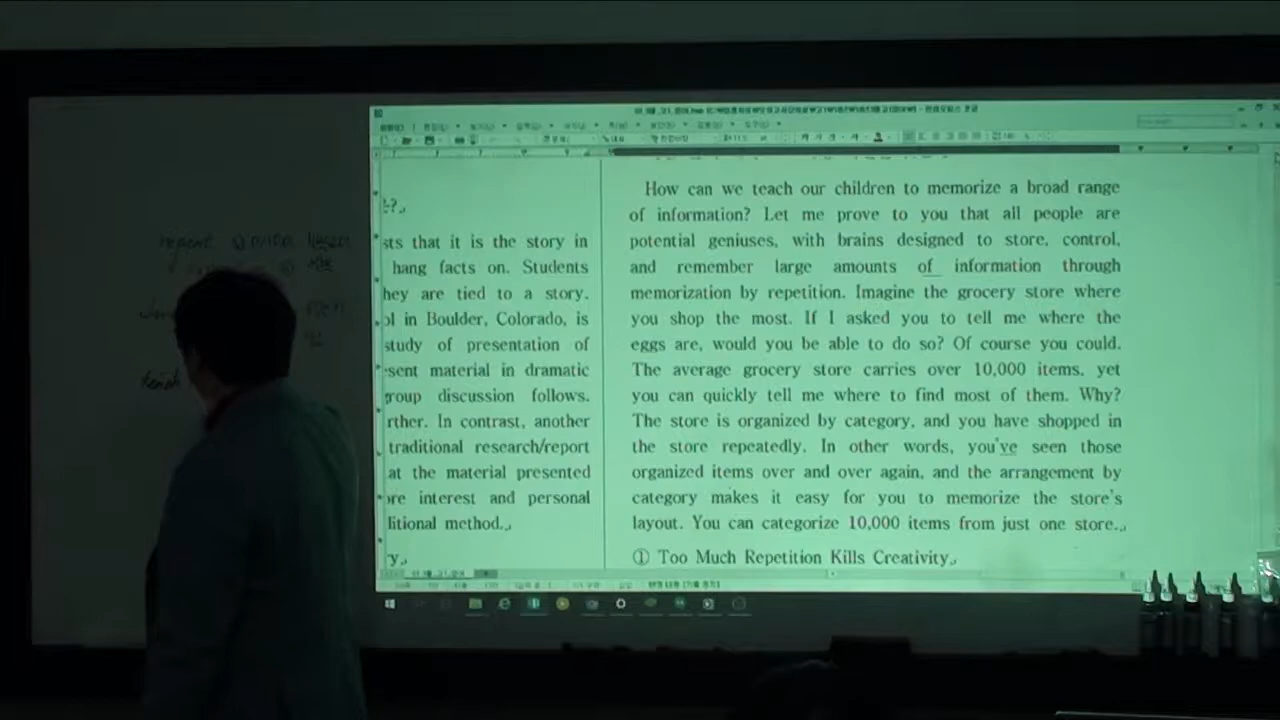 repeat
teach
?
sts that it is the story in
hang facts on. Students
hey are tied to a story.
ol in Boulder, Colorado, is
study of presentation of
sent material in dramatic
roup discussion follows.
rther. In contrast, another
traditional research/report
at the material presented
ore interest and personal
litional method.
y
How can we teach our children to memorize a broad range
of information? Let me prove to you that all people are
potential geniuses, with brains designed to store, control,
and remember large amounts of information through
memorization by repetition. Imagine the grocery store where
you shop the most. If I asked you to tell me where the
eggs are, would you be able to do so? Of course you could.
The average grocery store carries over 10,000 items, yet
you can quickly tell me where to find most of them. Why?
The store is organized by category, and you have shopped in
the store repeatedly. In other words, you've seen those
organized items over and over again, and the arrangement by
category makes it easy for you to memorize the store's
layout. You can categorize 10,000 items from just one store.
① Too Much Repetition Kills Creativity